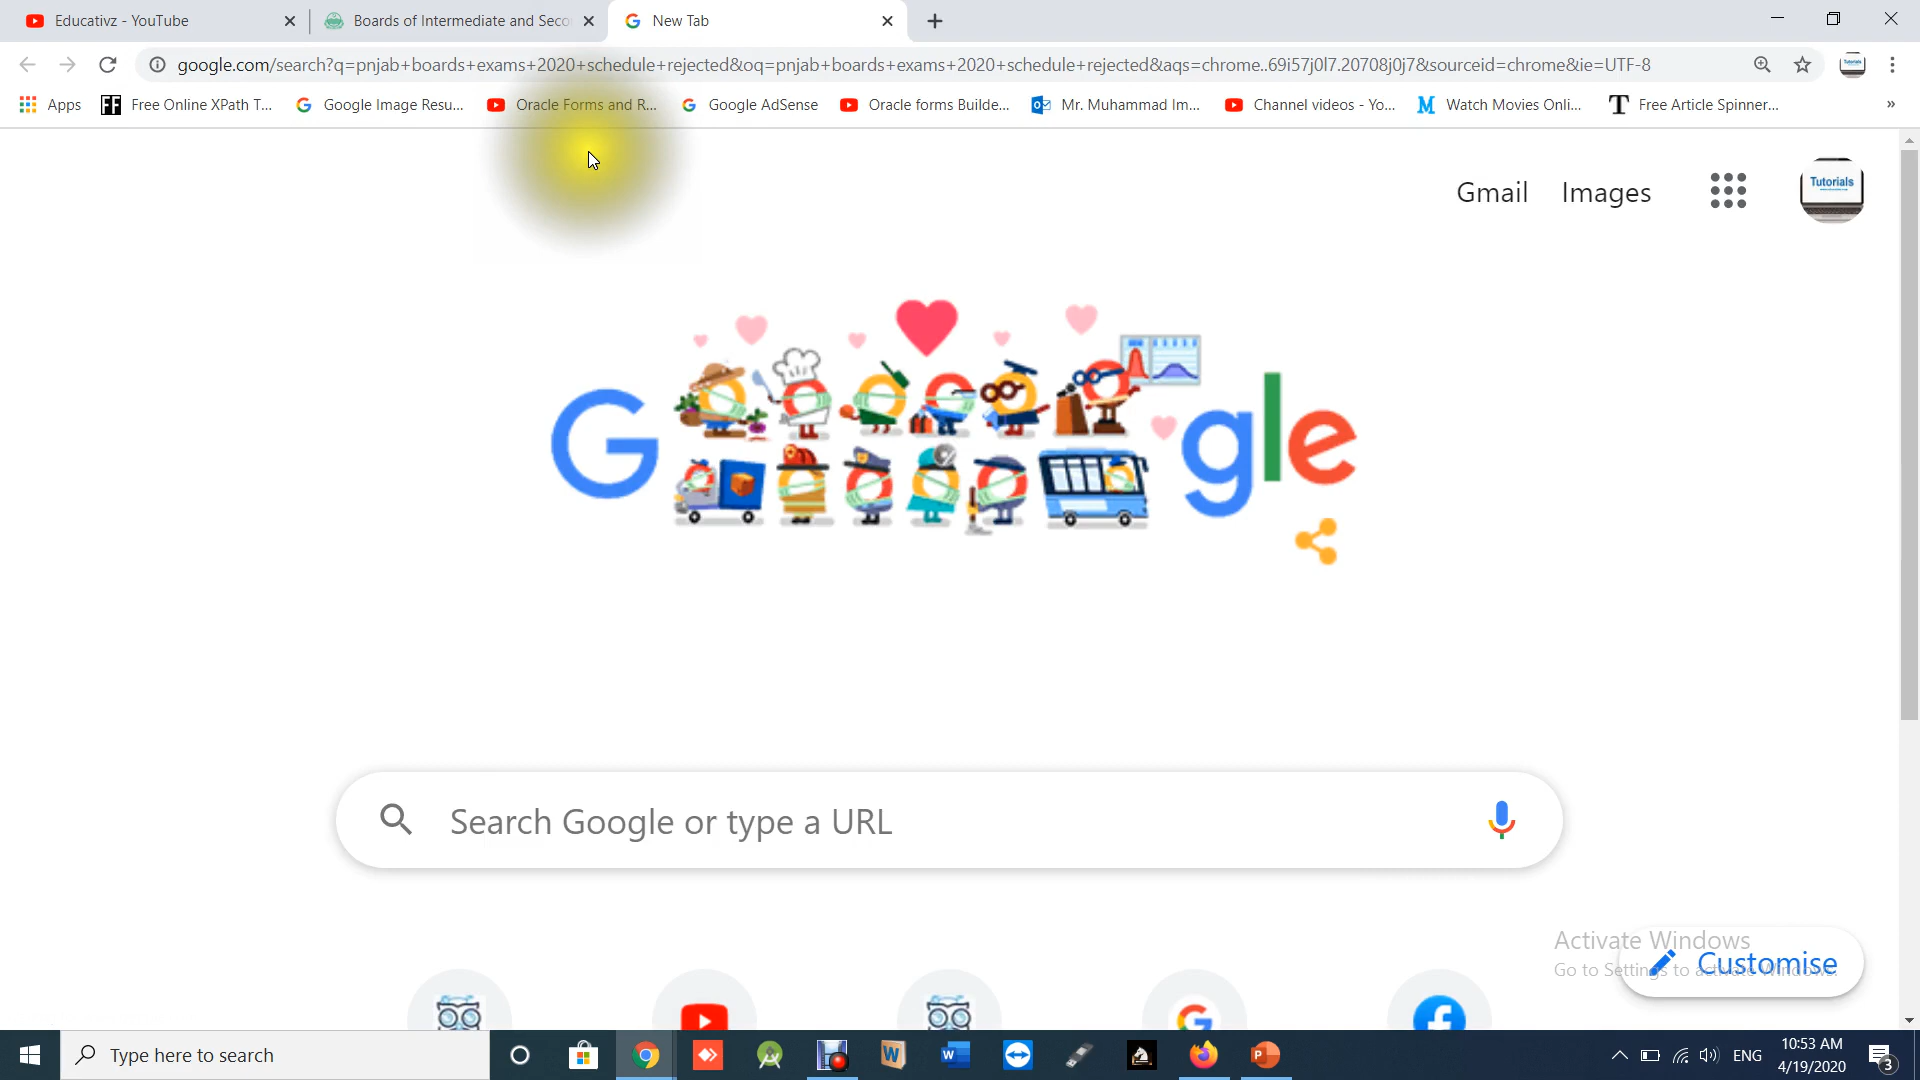 Educativz - YouTube
Boards of Intermediate and Seco
New Tab
google.com/search?q=pnjab+boards+exams+2020+schedule+rejected&oq=pnjab+boards+exams+2020+schedule+rejected&aqs=chrome..69i57j0l7.20708j0j7&sourceid=chrome&ie=UTF-8
Apps
Free Online XPath T...
Google Image Resu...
Oracle Forms and R...
Google AdSense
Oracle forms Builde...
Mr. Muhammad Im...
Channel videos - Yo...
Watch Movies Onli...
Free Article Spinner...
Gmail
Images
Tutorials
G gle
Search Google or type a URL
Activate Windows
Go to Settings to activate Windows.
Customise
Type here to search
ENG
10:53 AM
4/19/2020
3